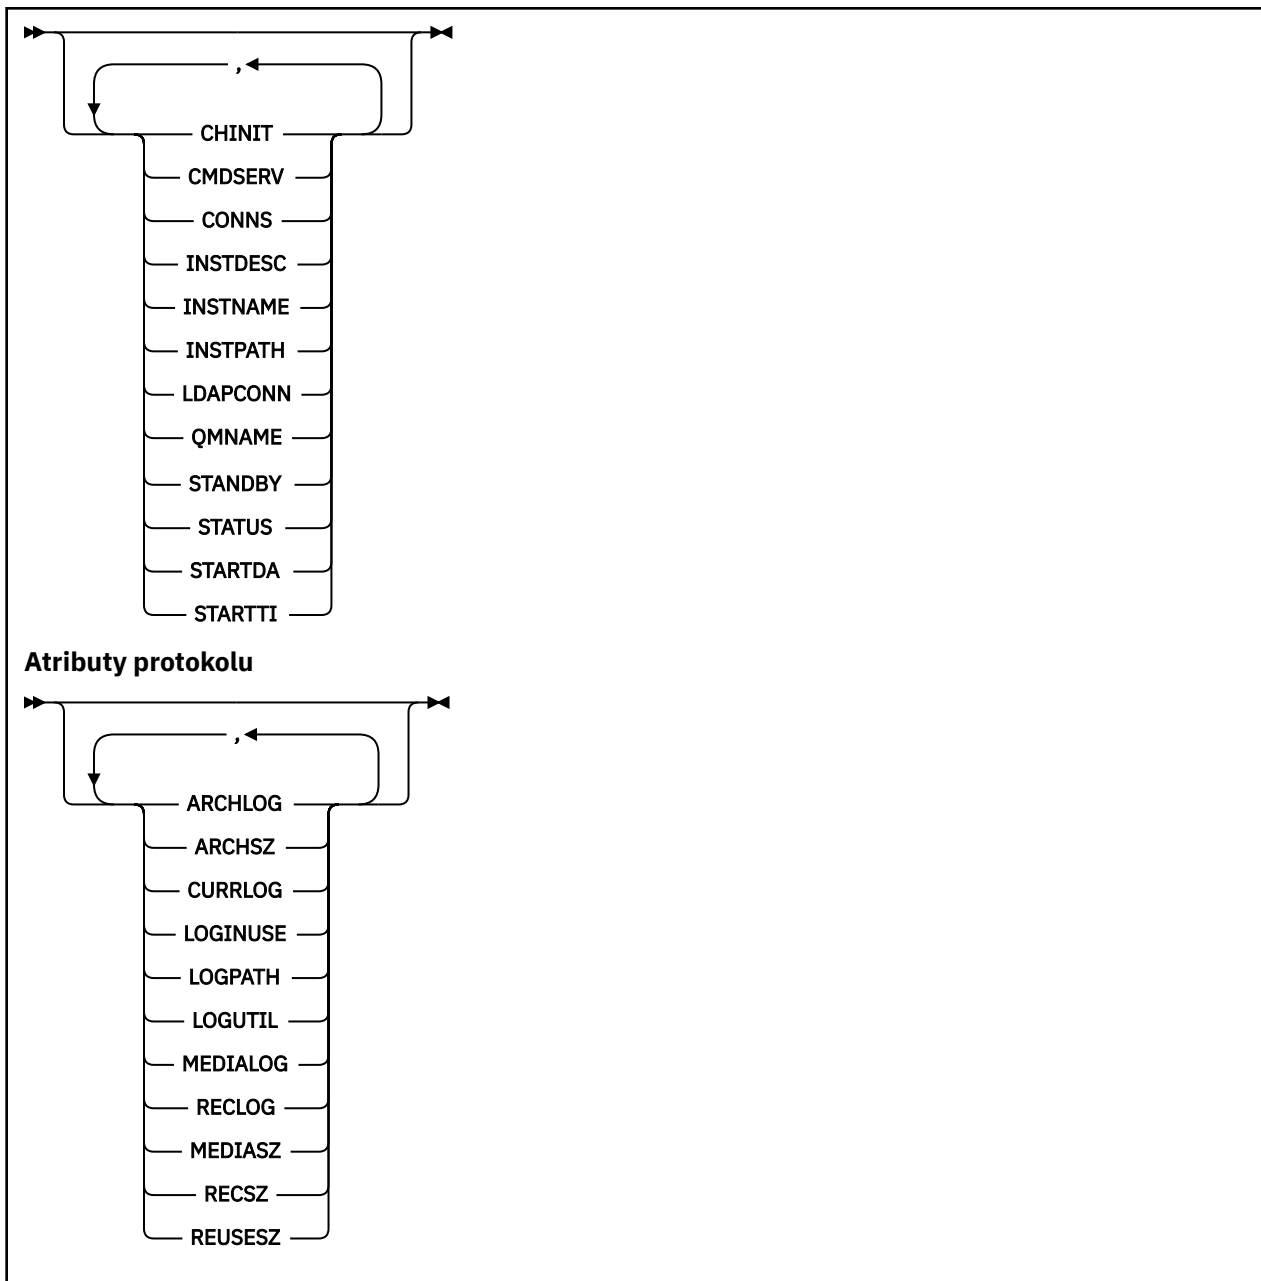 ,
CHINIT
CMDSERV
CONNS
INSTDESC
INSTNAME
INSTPATH
LDAPCONN
QMNAME
STANDBY
STATUS
STARTDA
STARTTI
Atributy protokolu
,
ARCHLOG
ARCHSZ
CURRLOG
LOGINUSE
LOGPATH
LOGUTIL
MEDIALOG
RECLOG
MEDIASZ
RECSZ
REUSESZ